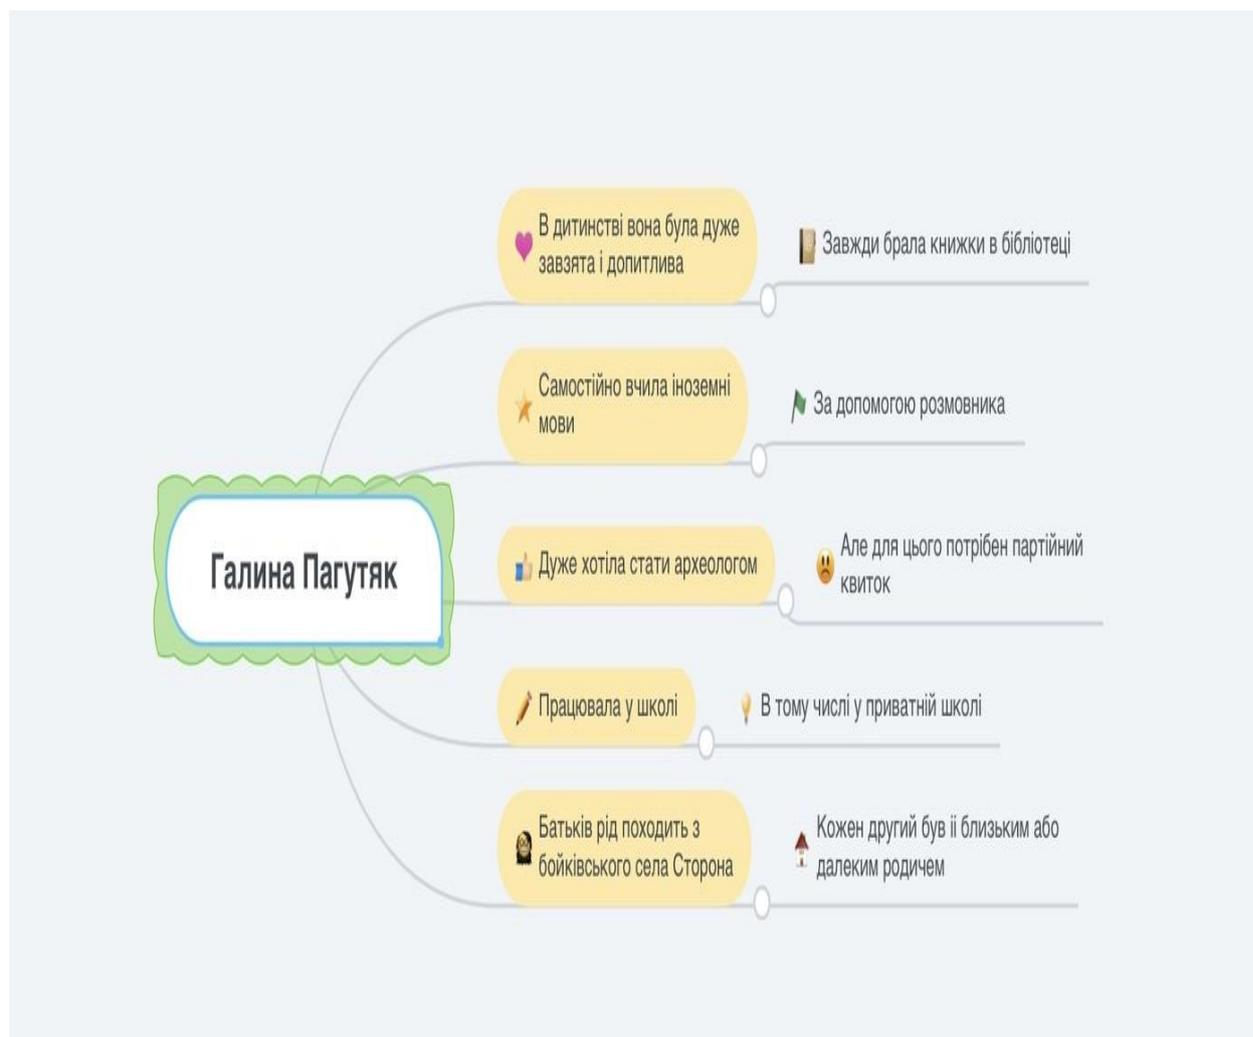 В дитинстві вона була дуже
завзята і допитлива
Завжди брала книжки в бібліотеці
Самостійно вчила іноземні
мови
За допомогою розмовника
Галина Пагутяк
Дуже хотіла стати археологом
Але для цього потрібен партійний
квиток
Працювала у школі
В тому числі у приватній школі
Батьків рід походить з
бойківського села Сторона
Кожен другий був іі близьким або
далеким родичем